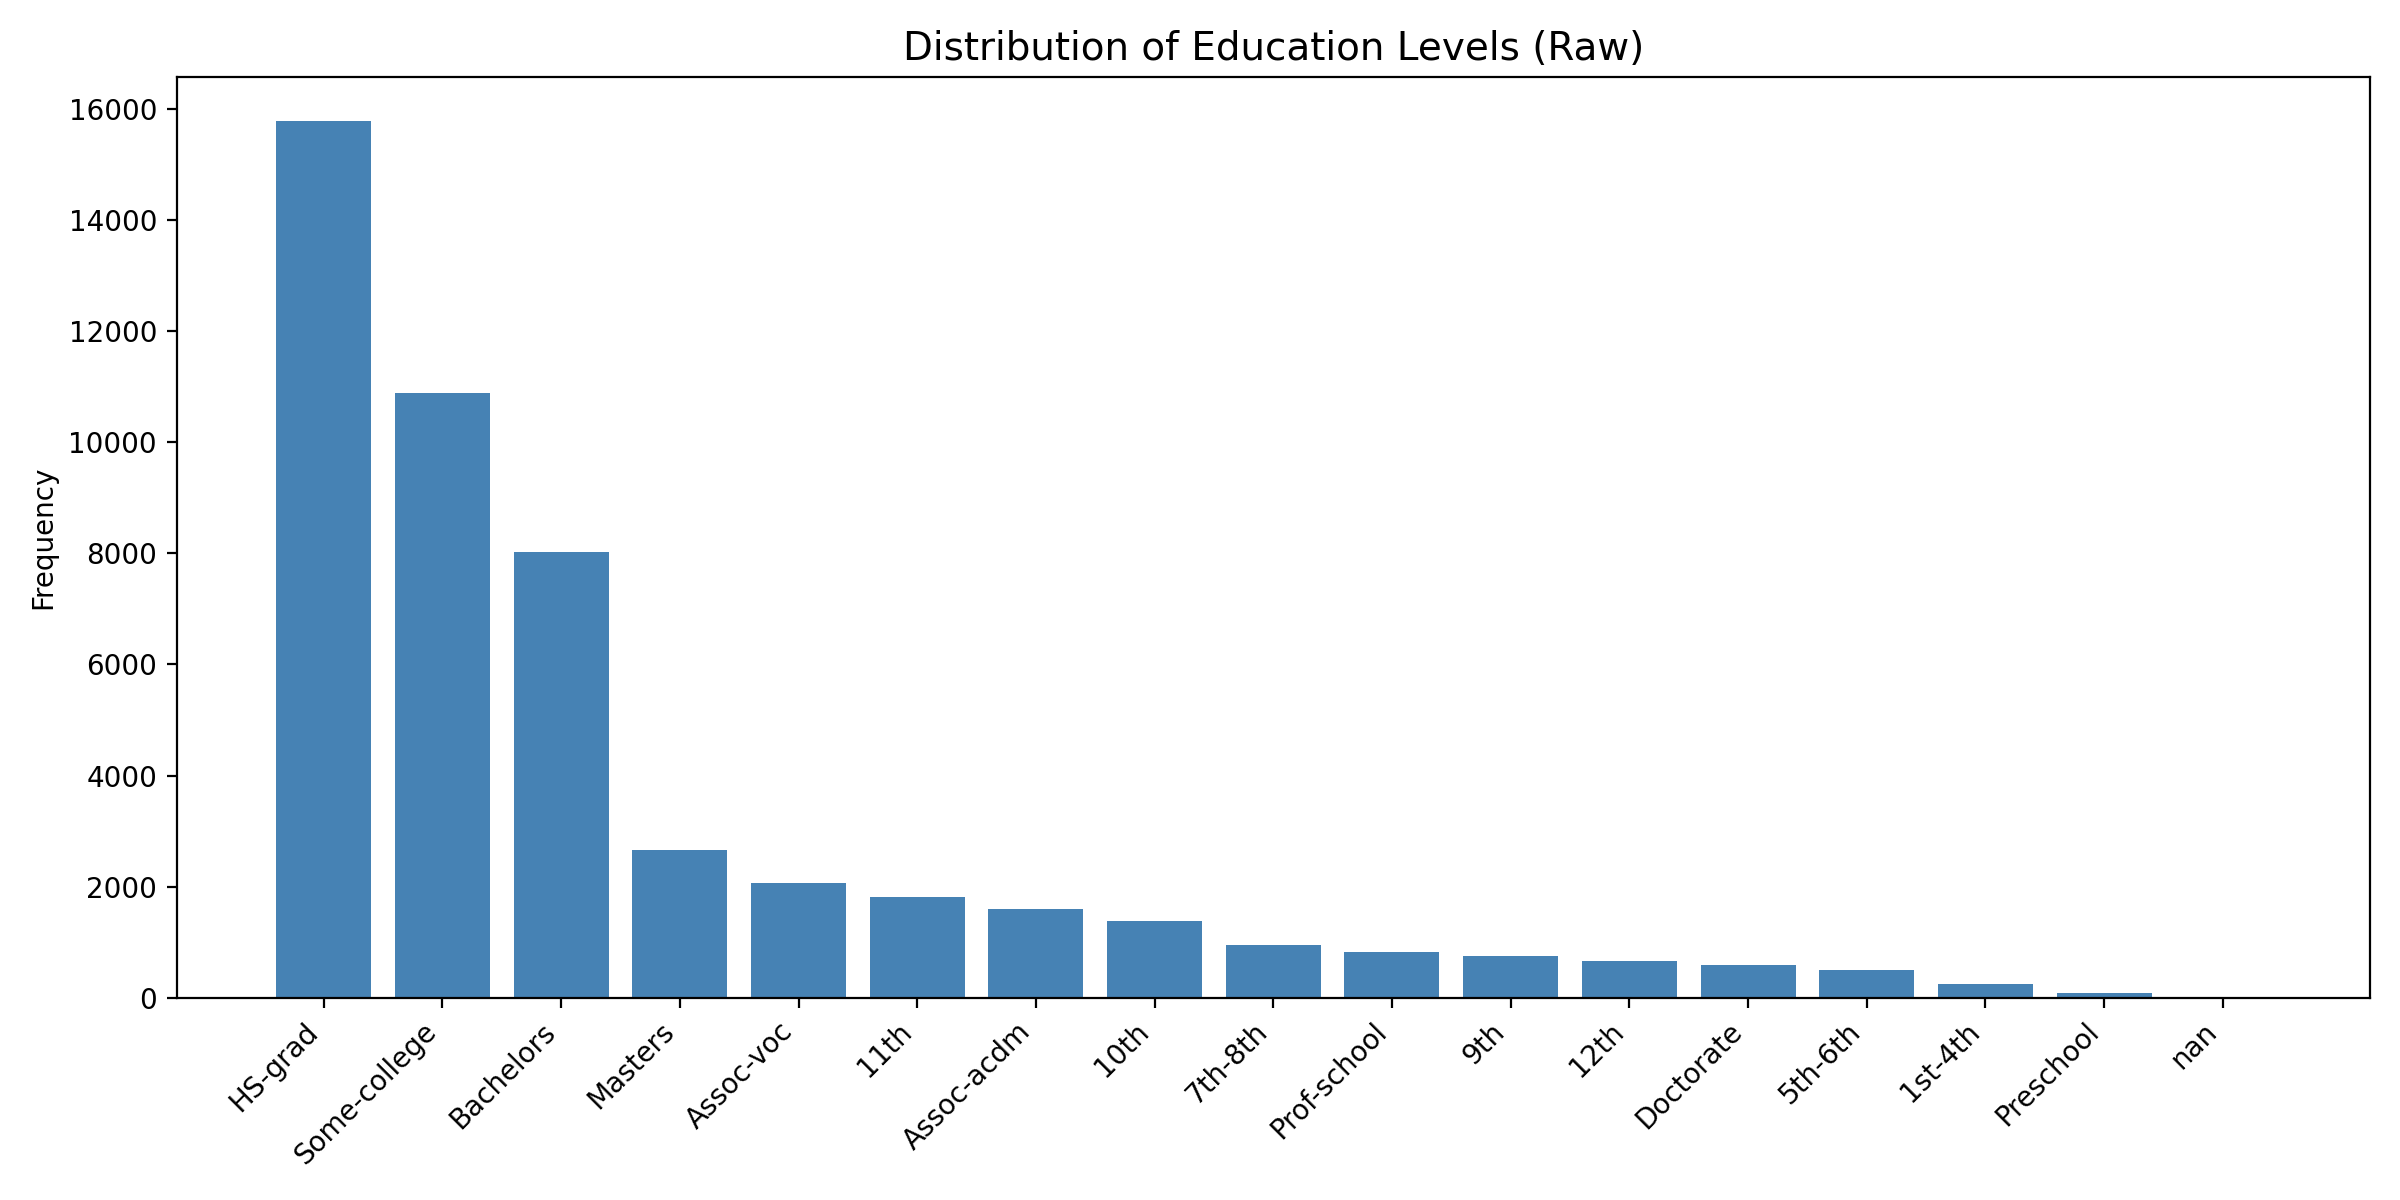 Distribution of Education Levels (Raw)
Frequency
16000
14000
12000
10000
8000
6000
4000
2000
0
HS-grad
Some-college
Bachelors
Masters
Assoc-voc
11th
Assoc-acdm
10th
7th-8th
Prof-school
9th
12th
Doctorate
5th-6th
1st-4th
Preschool
nan